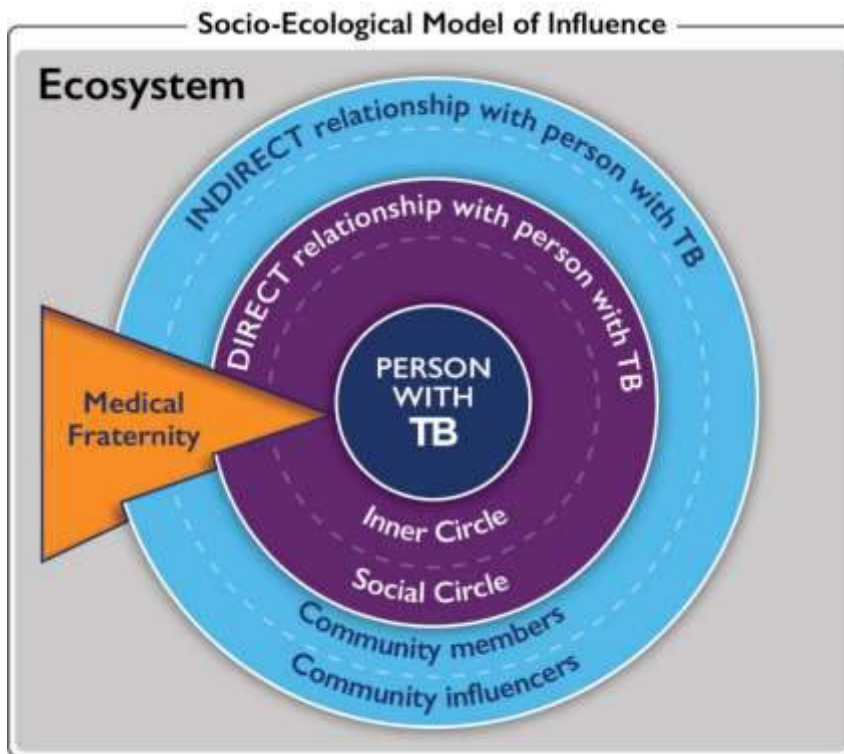 Socio-Ecological Model of Influence
Ecosystem
INDIRECT relationship with person with TB
DIRECT relationship with person with TB
PERSON
WITH
TB
Medical
Fraternity
Inner Circle
Social Circle
Community members
Community influencers